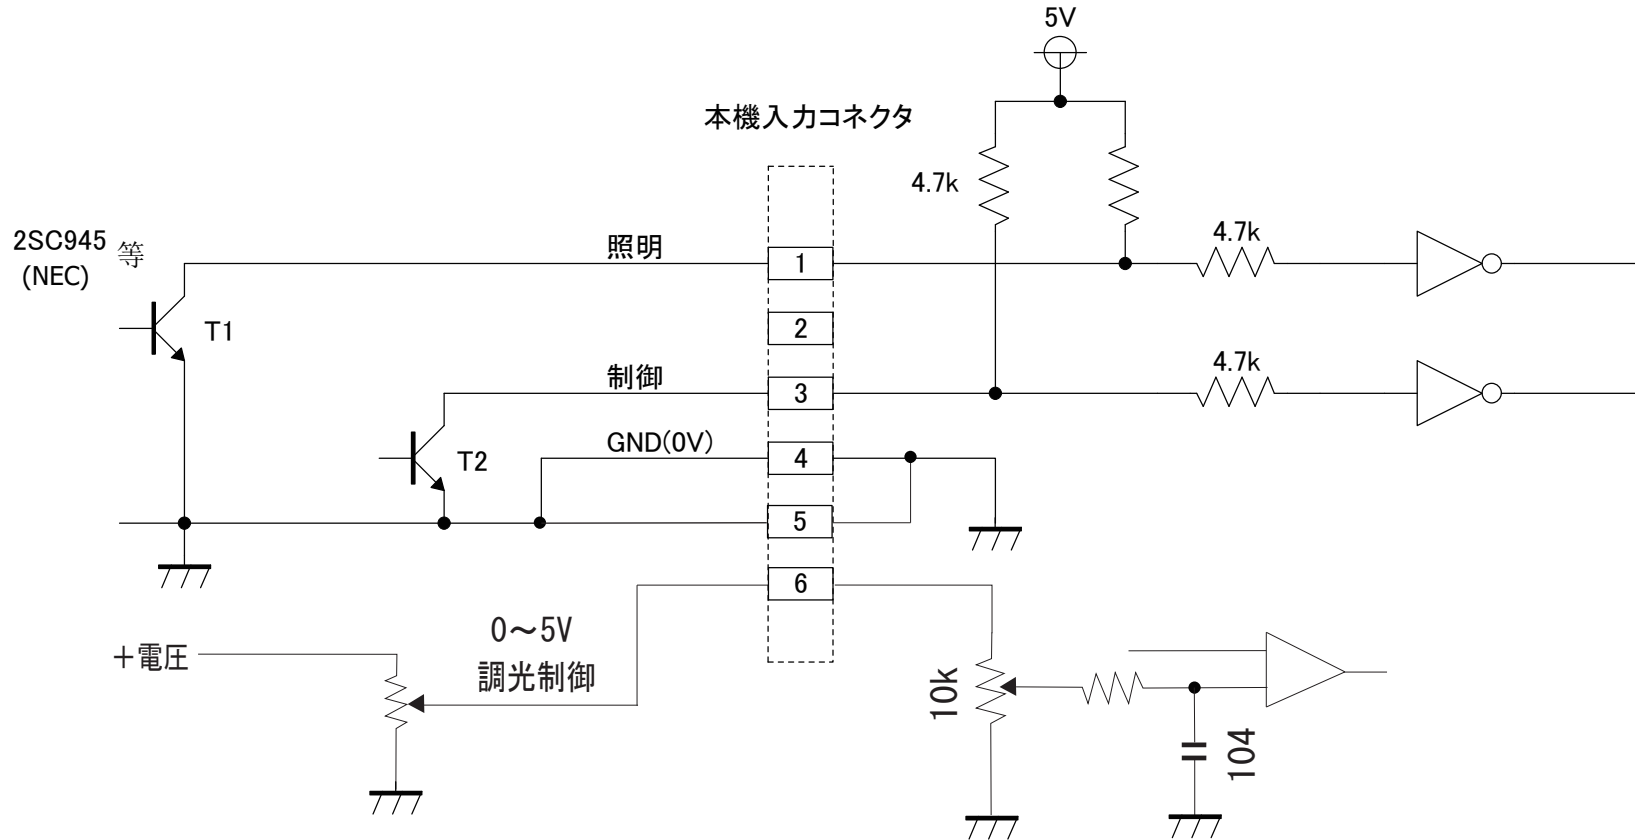 5V
本機入力コネクタ
4.7k
2SC945 等
(NEC)
照明
1
4.7k
T1
2
制御
3
4.7k
GND(0V)
4
T2
5
6
0～5V
調光制御
＋電圧
10k
104